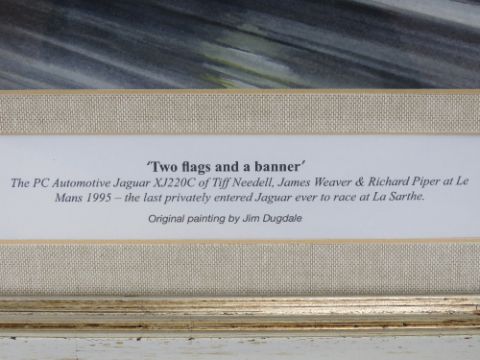 ‘Two flags and a banner’
The PC Automotive Jaguar XJ220C of Tiff Needell, James Weaver & Richard Piper at Le
Mans 1995 – the last privately entered Jaguar ever to race at La Sarthe.
Original painting by Jim Dugdale